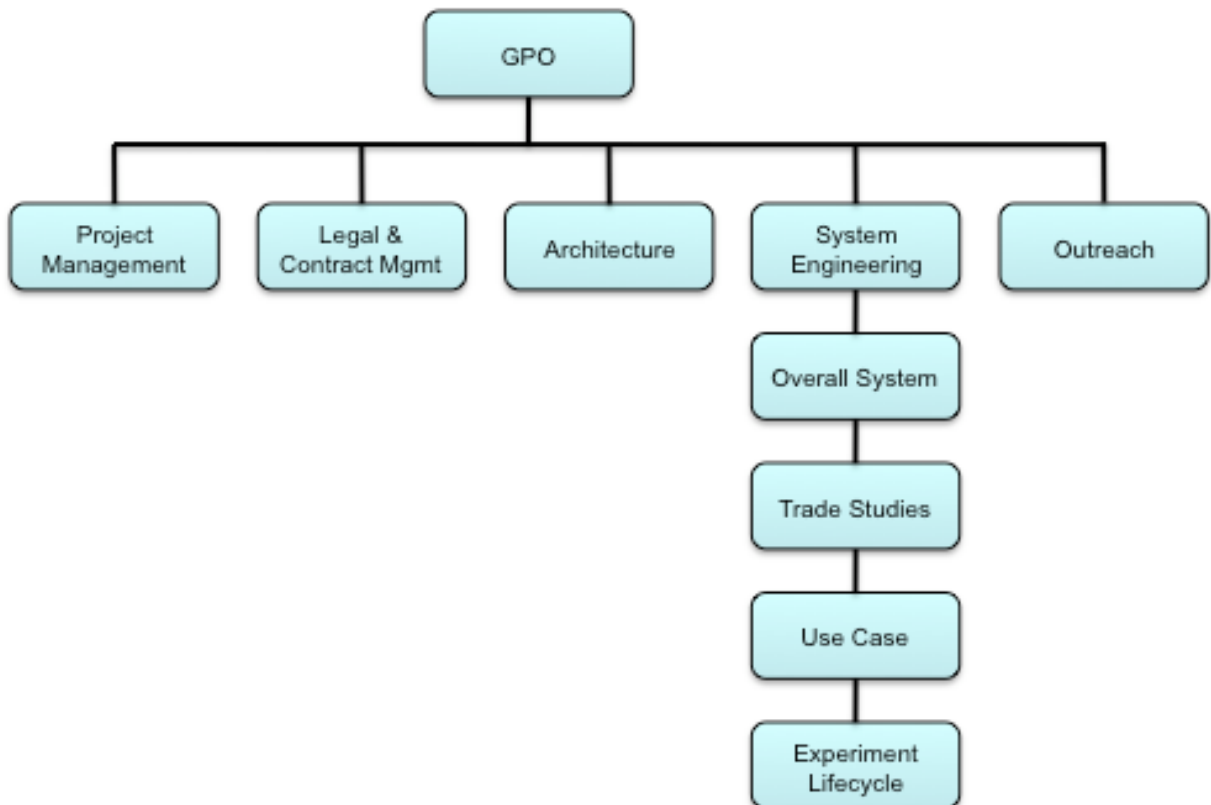 GPO
Project
Management
Legal &
Contract Mgmt
Architecture
System
Engineering
Outreach
Overall System
Trade Studies
Use Case
Experiment
Lifecycle